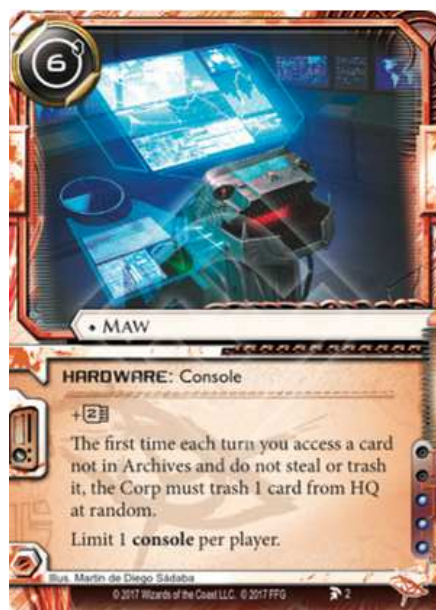 6
MAW
HARDWARE: Console
+2
The first time each turn you access a card
not in Archives and do not steal or trash
it, the Corp must trash 1 card from HQ
at random.
Limit 1 console per player.
Illus. Martin de Diego Sádaba
© 2017 Wizards of the Coast LLC. © 2017 FFG 2